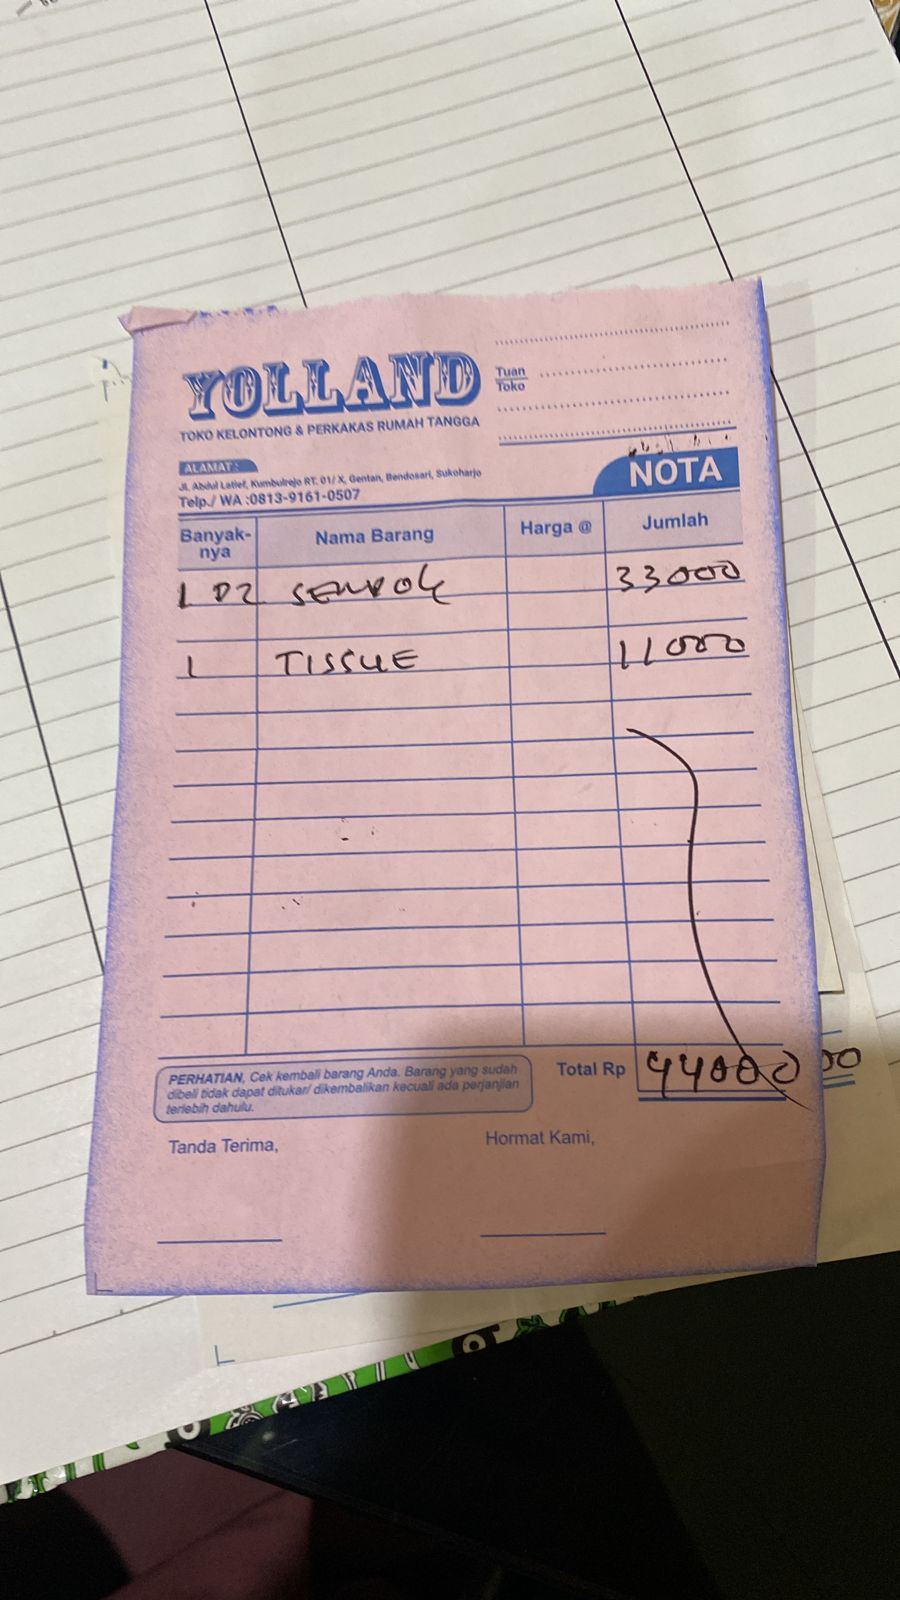 YOLLAND
TOKO KELONTONG & PERKAKAS RUMAH TANGGA
Tuan
Toko
ALAMAT :
Jl. Abdul Latief, Kumbulrejo RT. 01/ X, Gentan, Bendosari, Sukoharjo
Telp./ WA :0813-9161-0507
NOTA
Banyak-nya Nama Barang Harga @ Jumlah
1 DZ SENDOK 33000
1 TISSUE 11000
Total Rp 44000 00
PERHATIAN, Cek kembali barang Anda. Barang yang sudah
dibeli tidak dapat ditukar/ dikembalikan kecuali ada perjanjian
terlebih dahulu.
Tanda Terima, Hormat Kami,